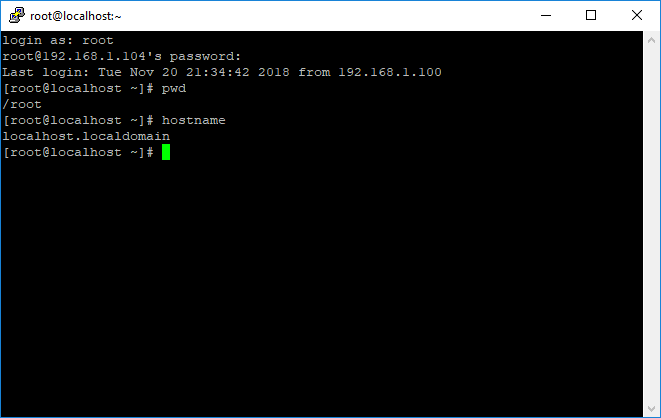 root@localhost:~
login as: root
root@192.168.1.104's password:
Last login: Tue Nov 20 21:34:42 2018 from 192.168.1.100
[root@localhost ~]# pwd
/root
[root@localhost ~]# hostname
localhost.localdomain
[root@localhost ~]#